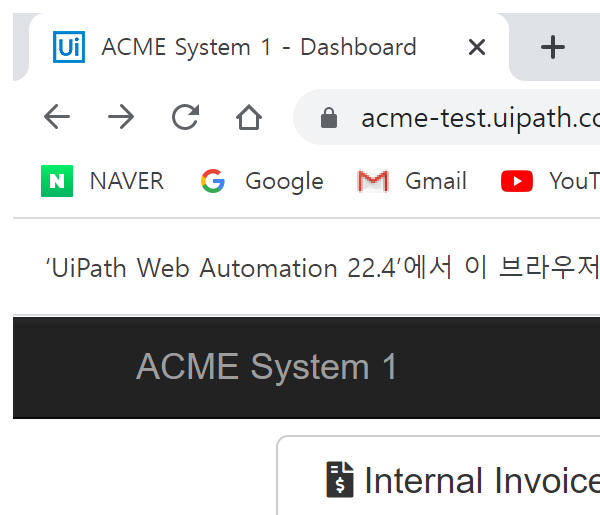 Ui ACME System 1 - Dashboard
acme-test.uipath.co
N NAVER Google Gmail YouT
‘UiPath Web Automation 22.4’에서 이 브라우저
ACME System 1
Internal Invoice